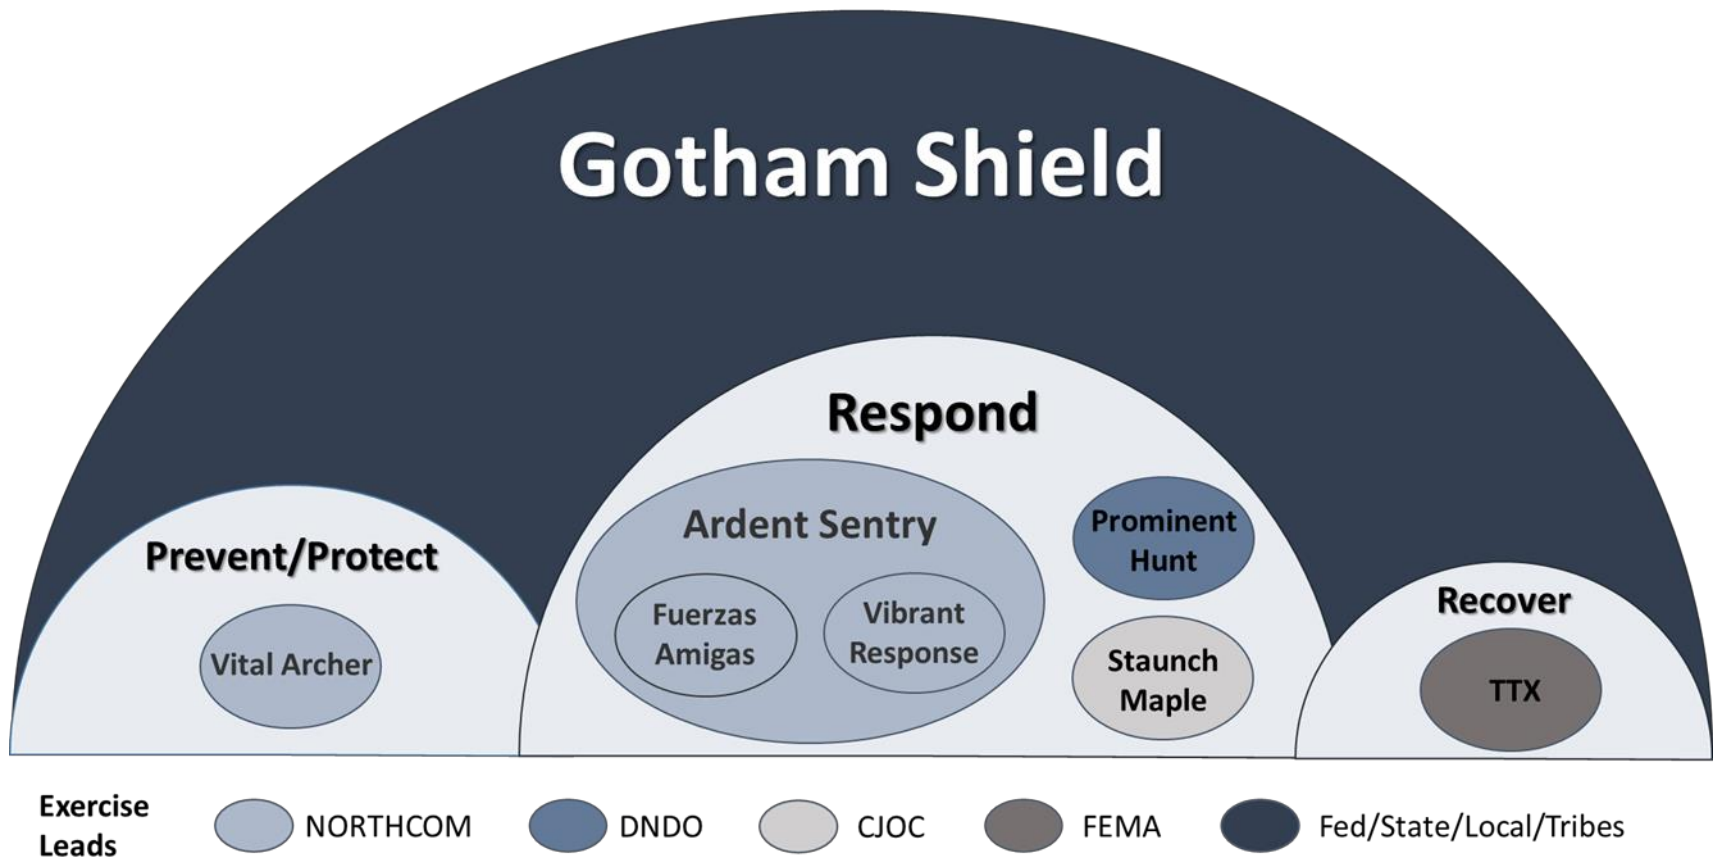 Gotham Shield
Respond
Ardent Sentry
Prominent
Hunt
Prevent/Protect
Fuerzas
Amigas
Vibrant
Response
Recover
Vital Archer
Staunch
Maple
TTX
Exercise
Leads
NORTHCOM
DNDO
CJOC
FEMA
Fed/State/Local/Tribes